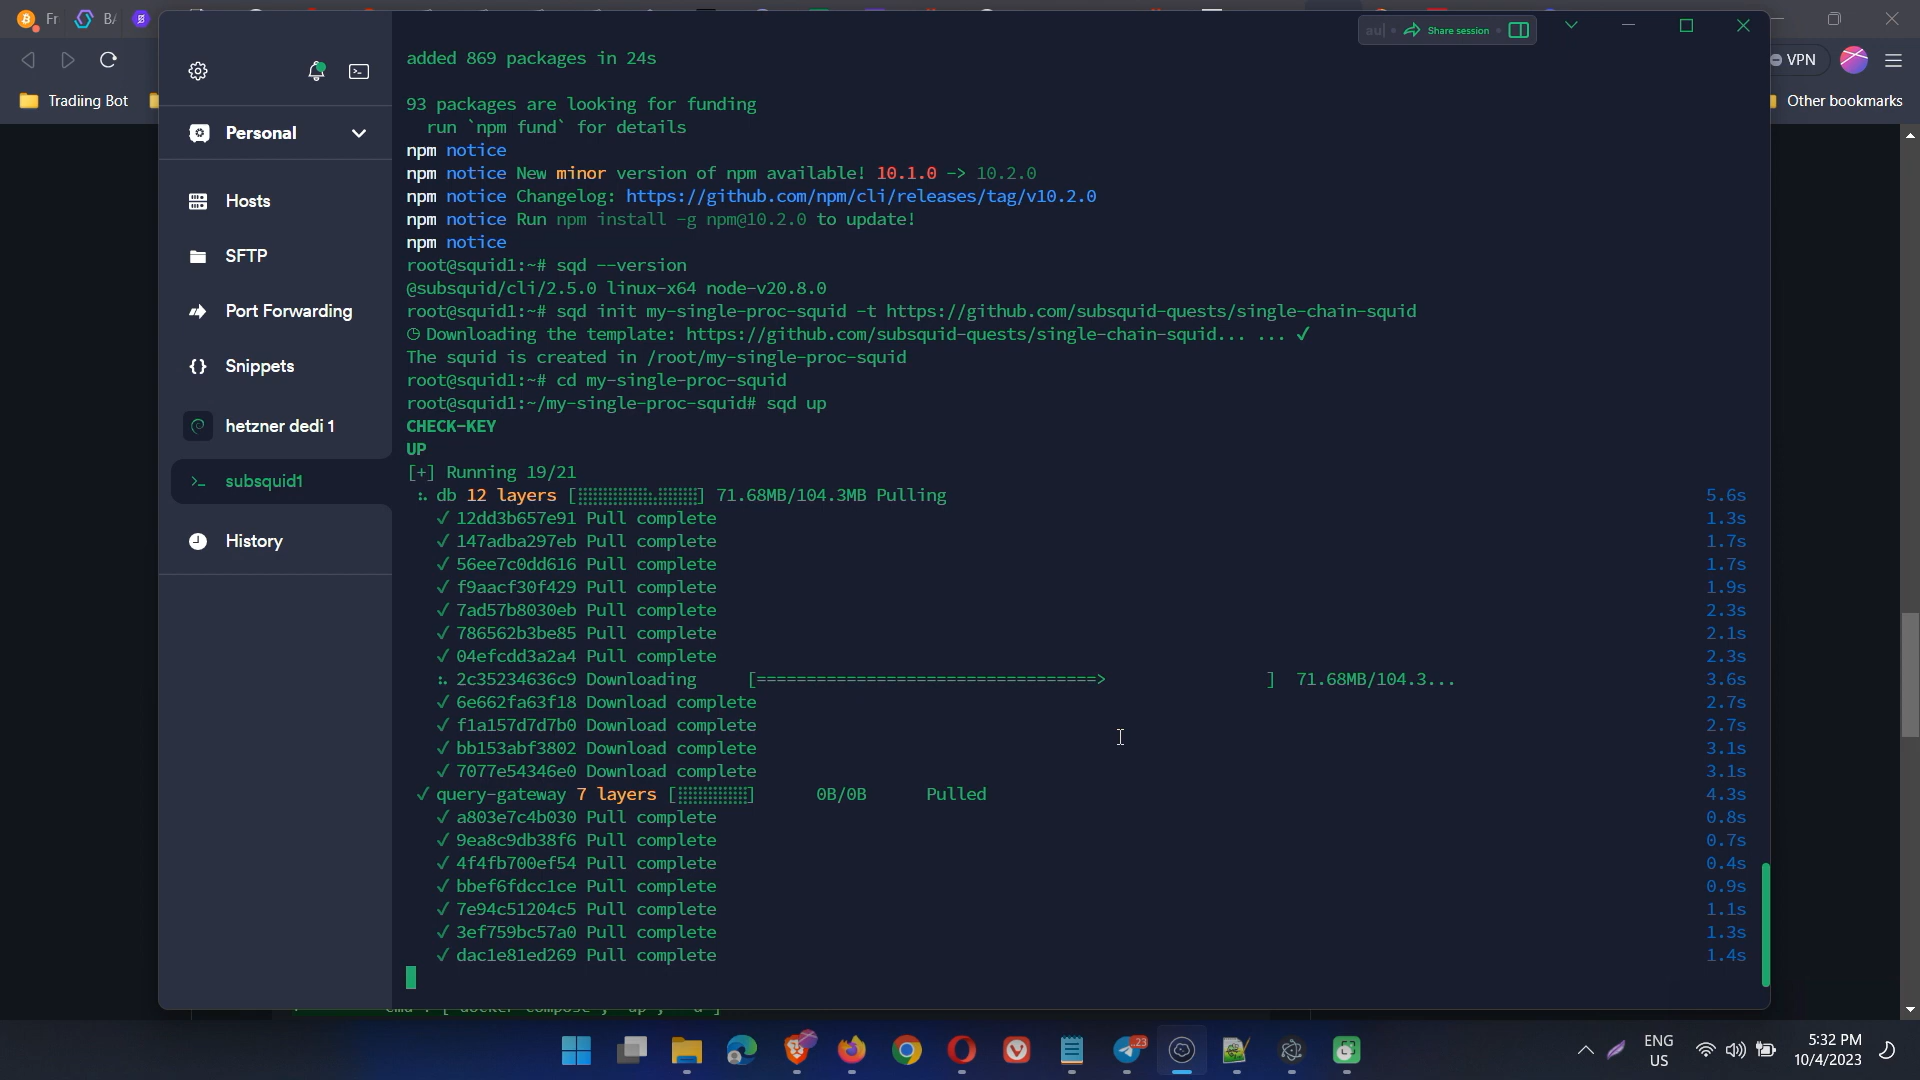 Fr
BA
Tradiing Bot
VPN
Other bookmarks
Share session
Personal
Hosts
SFTP
Port Forwarding
Snippets
hetzner dedi 1
subsquid1
History
added 869 packages in 24s
93 packages are looking for funding
run `npm fund` for details
npm notice
npm notice New minor version of npm available! 10.1.0 -> 10.2.0
npm notice Changelog: https://github.com/npm/cli/releases/tag/v10.2.0
npm notice Run npm install -g npm@10.2.0 to update!
npm notice
root@squid1:~# sqd --version
@subsquid/cli/2.5.0 linux-x64 node-v20.8.0
root@squid1:~# sqd init my-single-proc-squid -t https://github.com/subsquid-quests/single-chain-squid
◷ Downloading the template: https://github.com/subsquid-quests/single-chain-squid... ... ✓
The squid is created in /root/my-single-proc-squid
root@squid1:~# cd my-single-proc-squid
root@squid1:~/my-single-proc-squid# sqd up
CHECK-KEY
UP
[+] Running 19/21
⠦ db 12 layers [⣿⣿⣿⣿⣿⣿⣿⣦⣿⣿⣿⣿] 71.68MB/104.3MB Pulling 5.6s
✓ 12dd3b657e91 Pull complete 1.3s
✓ 147adba297eb Pull complete 1.7s
✓ 56ee7c0dd616 Pull complete 1.7s
✓ f9aacf30f429 Pull complete 1.9s
✓ 7ad57b8030eb Pull complete 2.3s
✓ 786562b3be85 Pull complete 2.1s
✓ 04efcdd3a2a4 Pull complete 2.3s
⠦ 2c35234636c9 Downloading [==================================> ] 71.68MB/104.3... 3.6s
✓ 6e662fa63f18 Download complete 2.7s
✓ f1a157d7d7b0 Download complete 2.7s
✓ bb153abf3802 Download complete 3.1s
✓ 7077e54346e0 Download complete 3.1s
✓ query-gateway 7 layers [⣿⣿⣿⣿⣿⣿⣿] 0B/0B Pulled 4.3s
✓ a803e7c4b030 Pull complete 0.8s
✓ 9ea8c9db38f6 Pull complete 0.7s
✓ 4f4fb700ef54 Pull complete 0.4s
✓ bbef6fdcc1ce Pull complete 0.9s
✓ 7e94c51204c5 Pull complete 1.1s
✓ 3ef759bc57a0 Pull complete 1.3s
✓ dac1e81ed269 Pull complete 1.4s
23
ENG
US
5:32 PM
10/4/2023